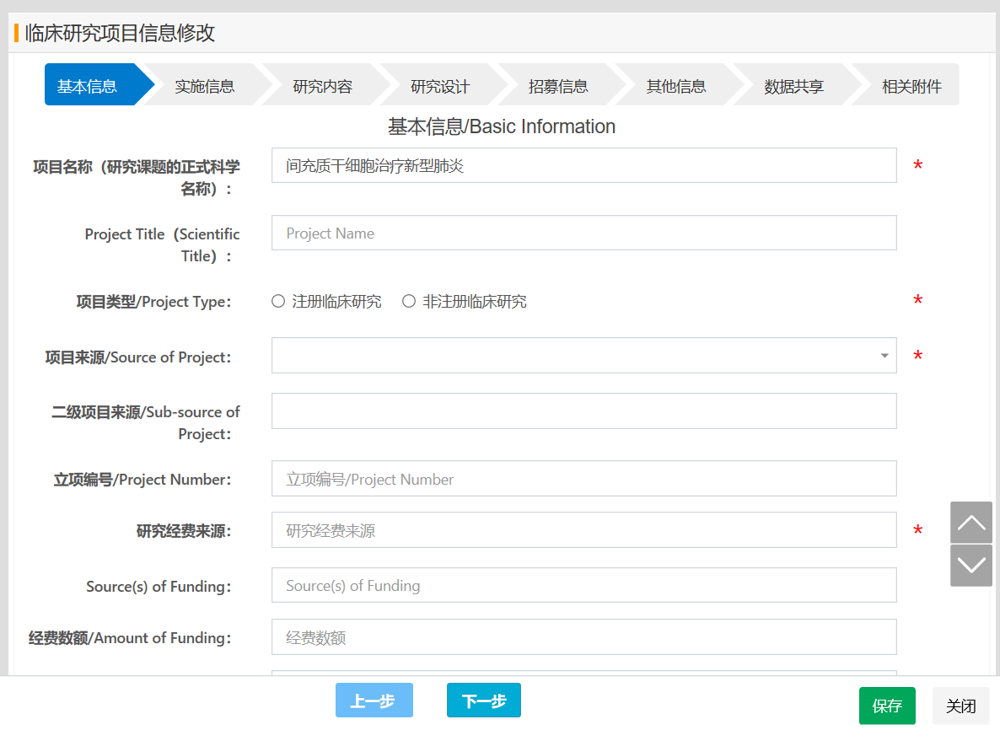 临床研究项目信息修改
基本信息 实施信息 研究内容 研究设计 招募信息 其他信息 数据共享 相关附件
基本信息/Basic Information
项目名称（研究课题的正式科学
名称）：
间充质干细胞治疗新型肺炎
*
Project Title（Scientific
Title）：
Project Name
项目类型/Project Type：
注册临床研究 非注册临床研究
*
项目来源/Source of Project：
*
二级项目来源/Sub-source of
Project：
立项编号/Project Number：
立项编号/Project Number
研究经费来源：
研究经费来源
*
Source(s) of Funding：
Source(s) of Funding
经费数额/Amount of Funding：
经费数额
上一步 下一步 保存 关闭